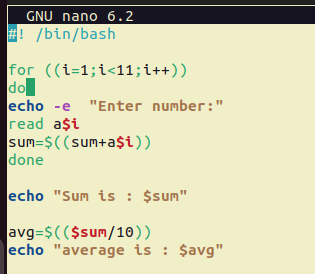 GNU nano 6.2
#! /bin/bash
for ((i=1;i<11;i++))
do
echo -e  "Enter number:"
read a$i
sum=$((sum+a$i))
done
echo "Sum is : $sum"
avg=$(($sum/10))
echo "average is : $avg"